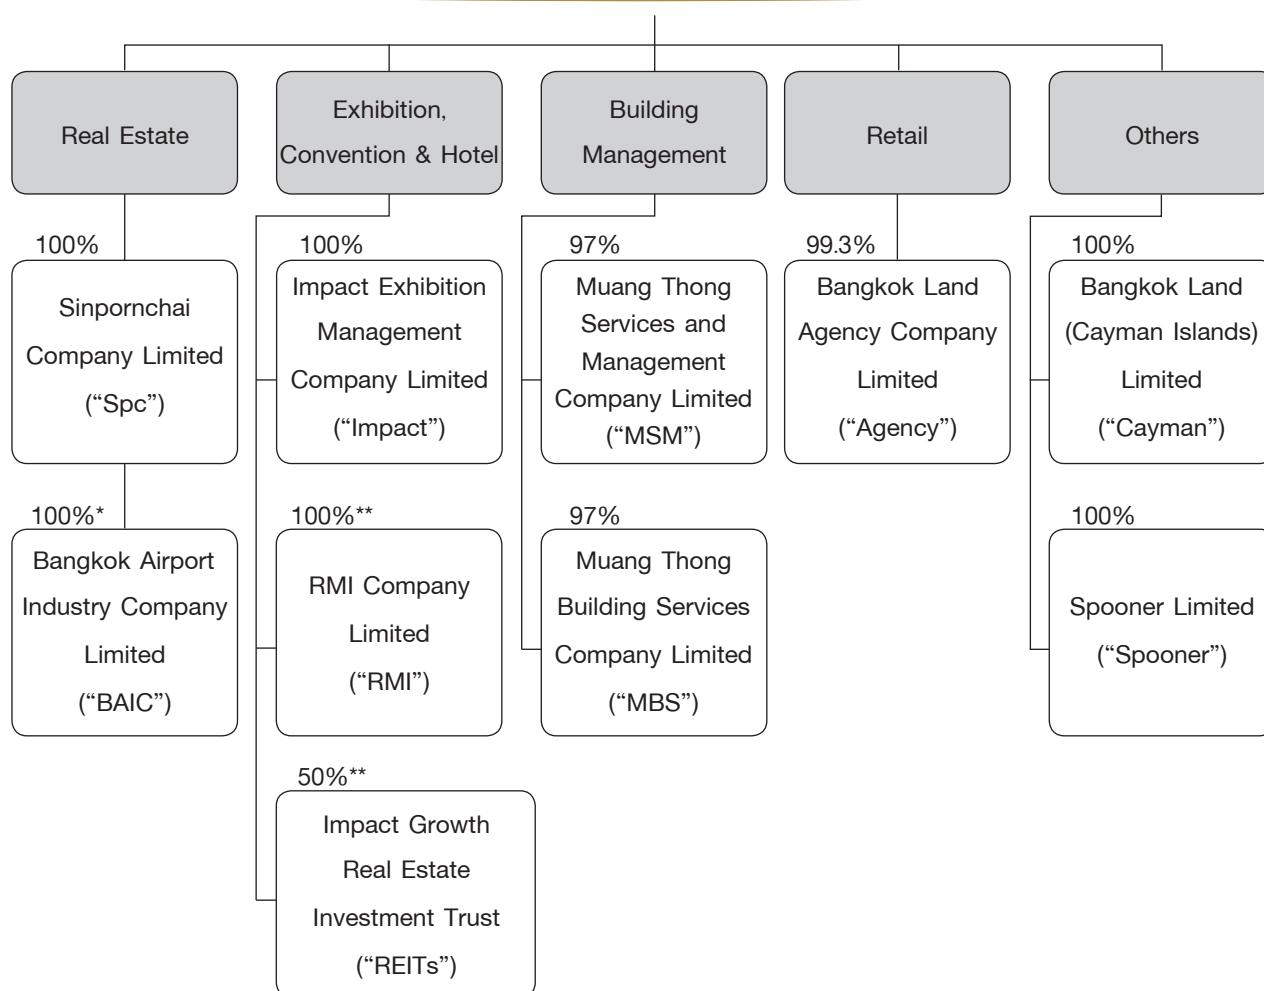 Real Estate
Exhibition,
Convention & Hotel
Building
Management
Retail
Others
100%
Sinpornchai
Company Limited
(“Spc”)
100%*
Bangkok Airport
Industry Company
Limited
(“BAIC”)
100%
Impact Exhibition
Management
Company Limited
(“Impact”)
100%**
RMI Company
Limited
(“RMI”)
50%**
Impact Growth
Real Estate
Investment Trust
(“REITs”)
97%
Muang Thong
Services and
Management
Company Limited
(“MSM”)
97%
Muang Thong
Building Services
Company Limited
(“MBS”)
99.3%
Bangkok Land
Agency Company
Limited
(“Agency”)
100%
Bangkok Land
(Cayman Islands)
Limited
(“Cayman”)
100%
Spooner Limited
(“Spooner”)